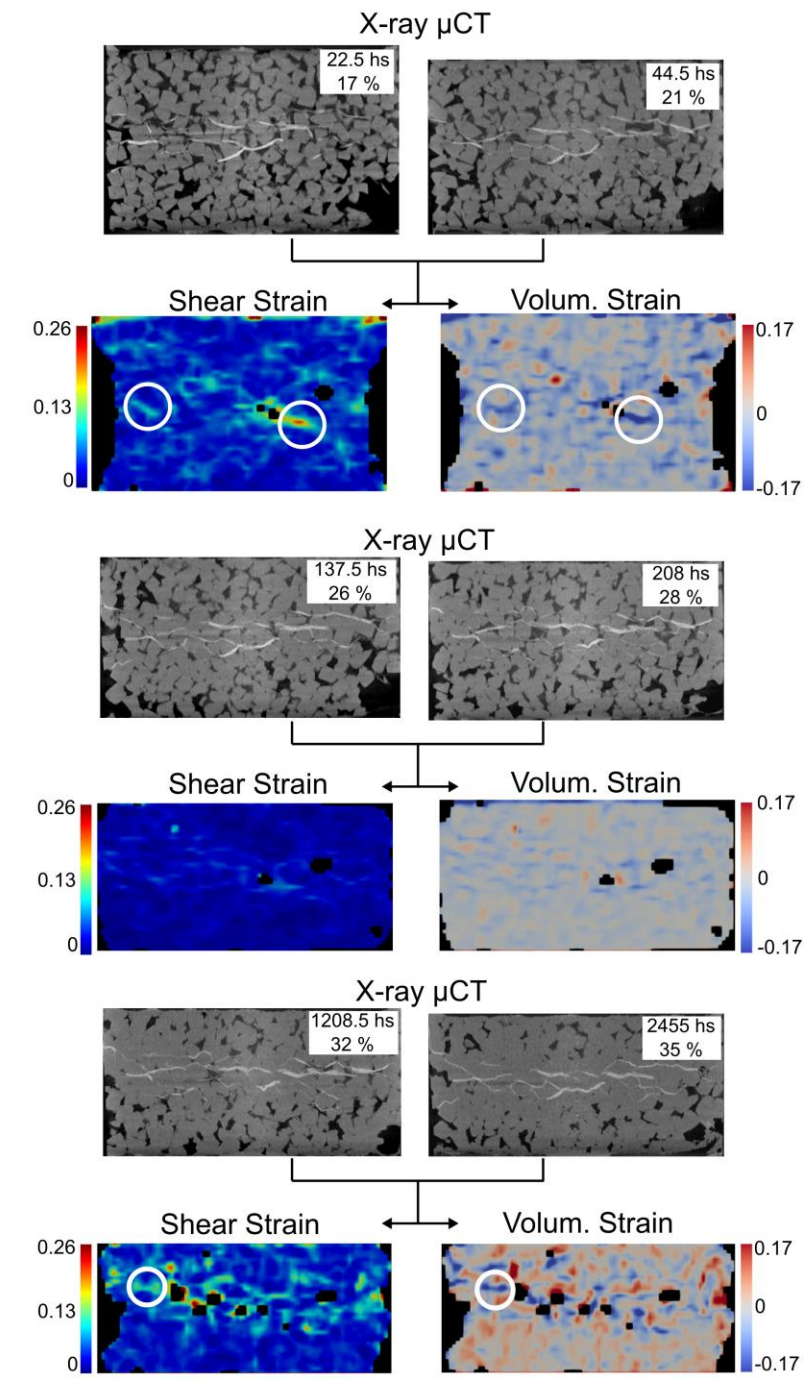 X-ray µCT
22.5 hs
17 %
44.5 hs
21 %
Shear Strain
Volum. Strain
0.26
0.13
0
0.17
0
-0.17
X-ray µCT
137.5 hs
26 %
208 hs
28 %
Shear Strain
Volum. Strain
0.26
0.13
0
0.17
0
-0.17
X-ray µCT
1208.5 hs
32 %
2455 hs
35 %
Shear Strain
Volum. Strain
0.26
0.13
0
0.17
0
-0.17